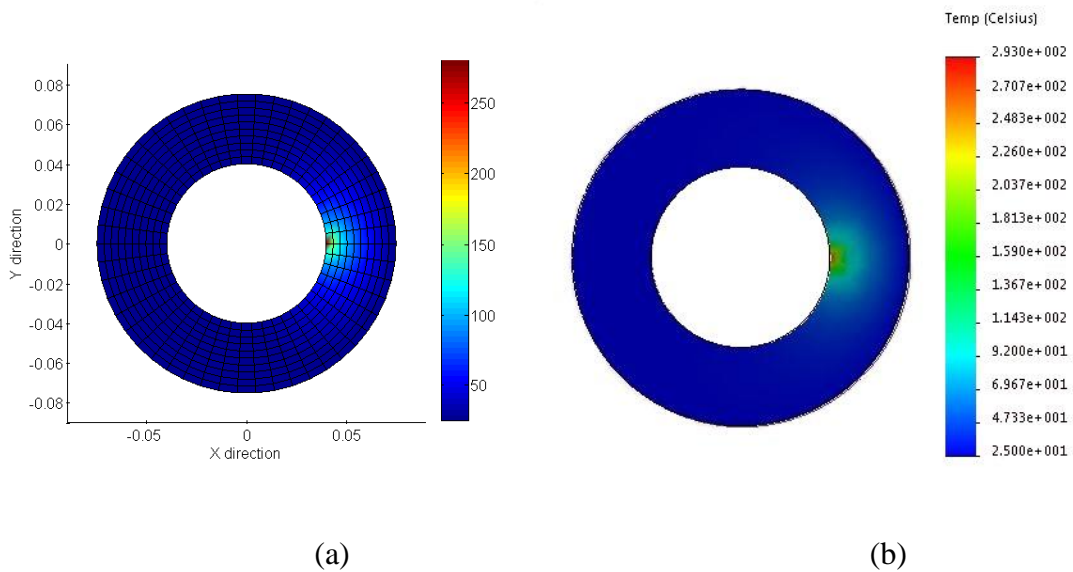 Temp (Celsius)
0.08
0.06
0.04
0.02
0
-0.02
-0.04
-0.06
-0.08
Y direction
-0.05
0
0.05
X direction
250
200
150
100
50
2.930e+002
2.707e+002
2.483e+002
2.260e+002
2.037e+002
1.813e+002
1.590e+002
1.367e+002
1.143e+002
9.200e+001
6.967e+001
4.733e+001
2.500e+001
(a)
(b)